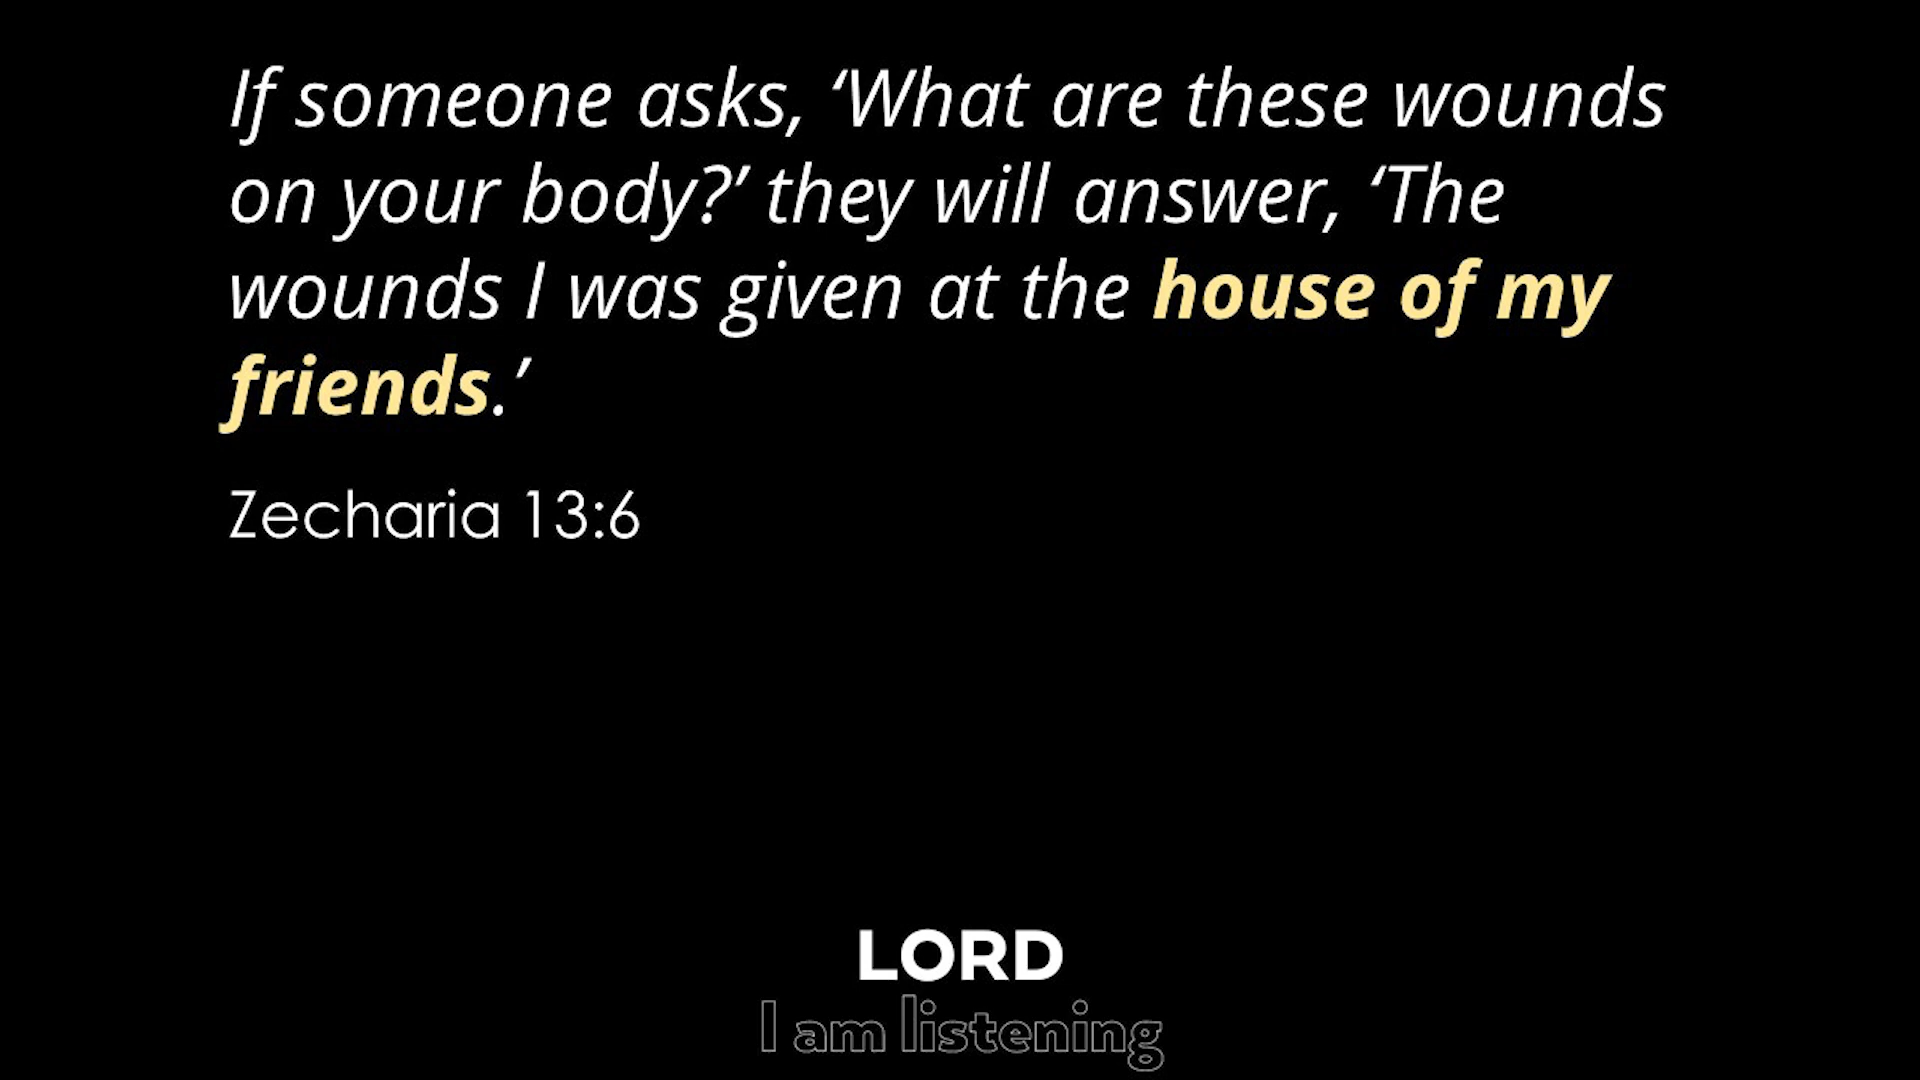 If someone asks, ‘What are these wounds
on your body?’ they will answer, ‘The
wounds I was given at the house of my
friends.’
Zecharia 13:6
LORD
I am listening